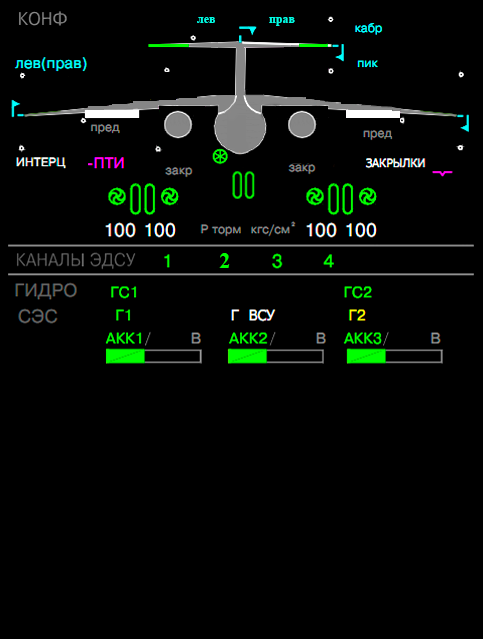 КОНФ
лев прав
кабр
лев(прав)
пик
пред пред
ИНТЕРЦ -ПТИ закр закр ЗАКРЫЛКИ
100 100 Р торм кгс/см² 100 100
КАНАЛЫ ЭДСУ 1 2 3 4
ГИДРО ГС1 ГС2
СЭС Г1 Г ВСУ Г2
АКК1/ В АКК2/ В АКК3/ В